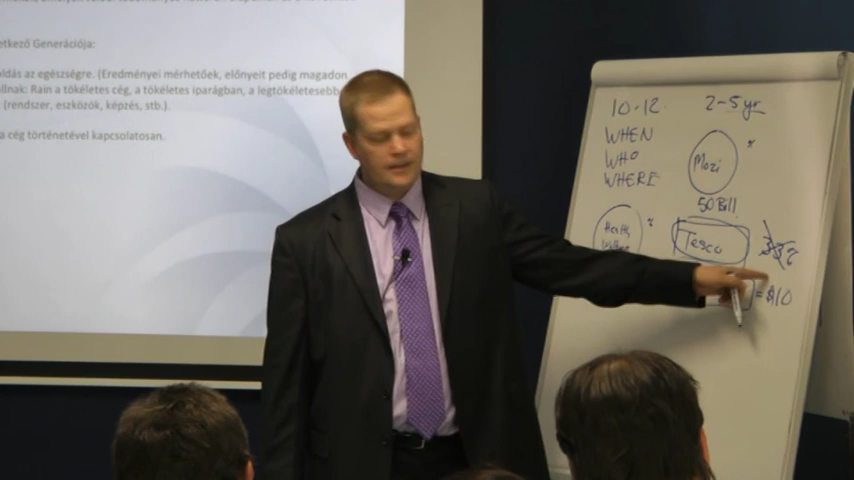 etkező Generációja:
oldás az egészségre. (Eredményei mérhetőek, előnyeit pedig magadon
állnak: Rain a tökéletes cég, a tökéletes iparágban, a legtökéletesebb
(rendszer, eszközök, képzés, stb.).
a cég történetével kapcsolatosan.
10-12 2-5 yr
WHEN
WHO
WHERE
Mozi
50 Bill
Health
Tesco
= $10